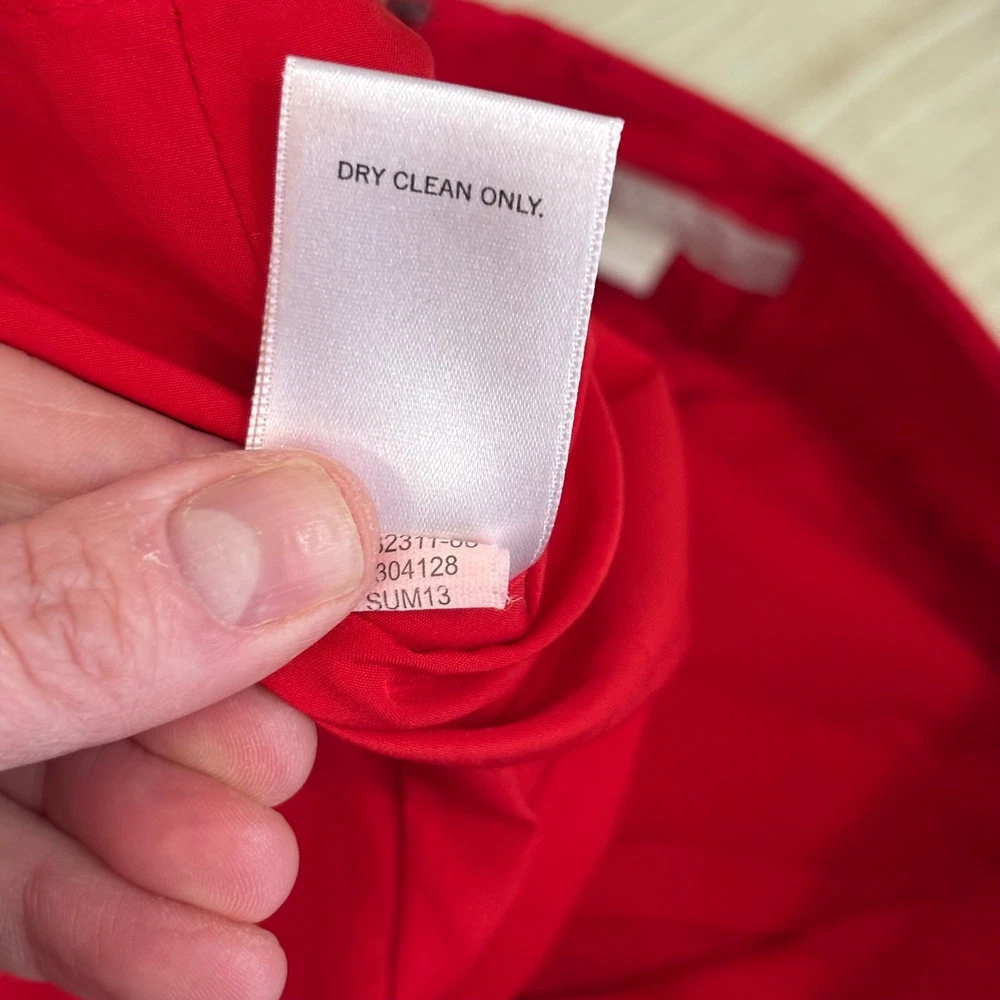 DRY CLEAN ONLY.
304128
SUM13